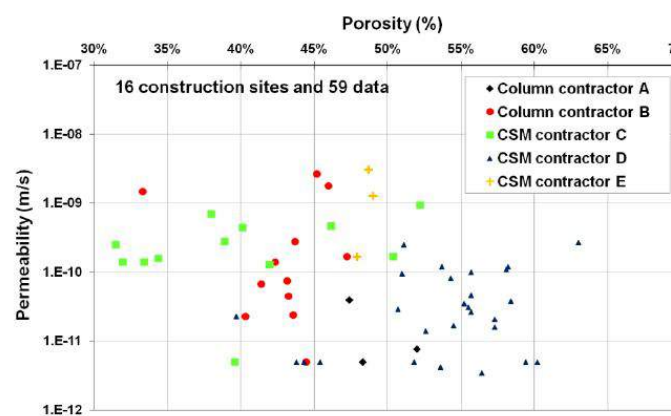 Porosity (%)
30% 35% 40% 45% 50% 55% 60% 65% 70%
1.E-07
16 construction sites and 59 data
Column contractor A
Column contractor B
CSM contractor C
CSM contractor D
CSM contractor E
1.E-08
1.E-09
1.E-10
1.E-11
1.E-12
Permeability (m/s)